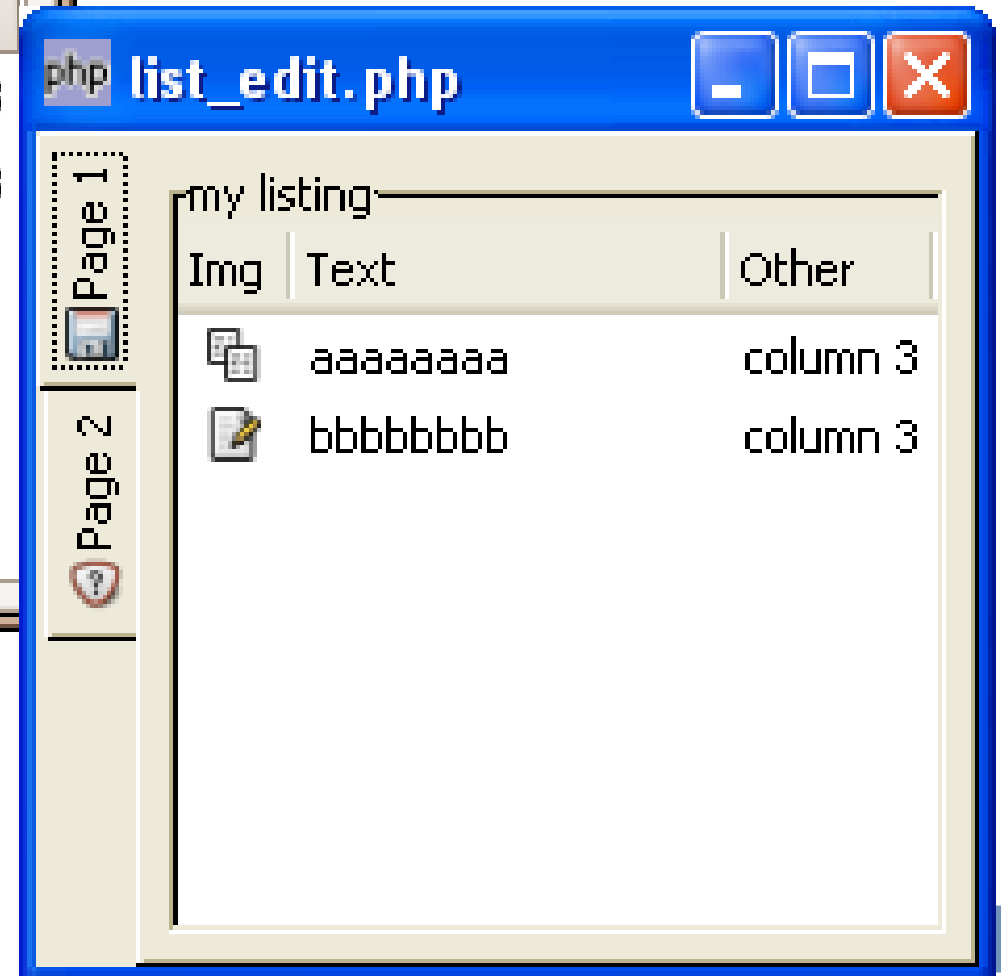 php list_edit.php
Page 1
Page 2
my listing
Img Text Other
aaaaaaaa column 3
bbbbbbbb column 3
?